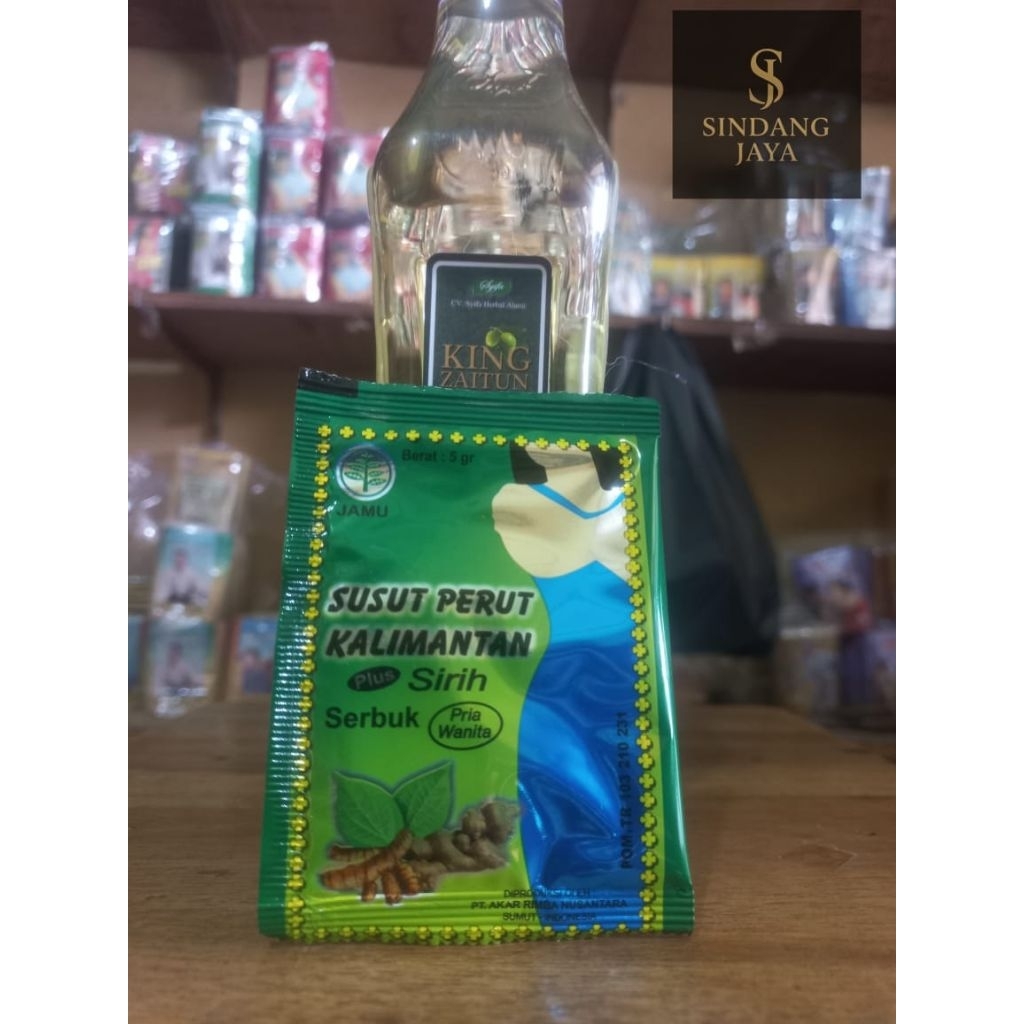 SJ
SINDANG
JAYA
Syifa
CV. Syifa Herbal Alami
KING
ZAITUN
Berat : 5 gr
JAMU
SUSUT PERUT
KALIMANTAN
Plus Sirih
Serbuk Pria
Wanita
POM. TR. 103 210 231
DIPRODUKSI OLEH :
PT. AKAR RIMBA NUSANTARA
SUMUT - INDONESIA